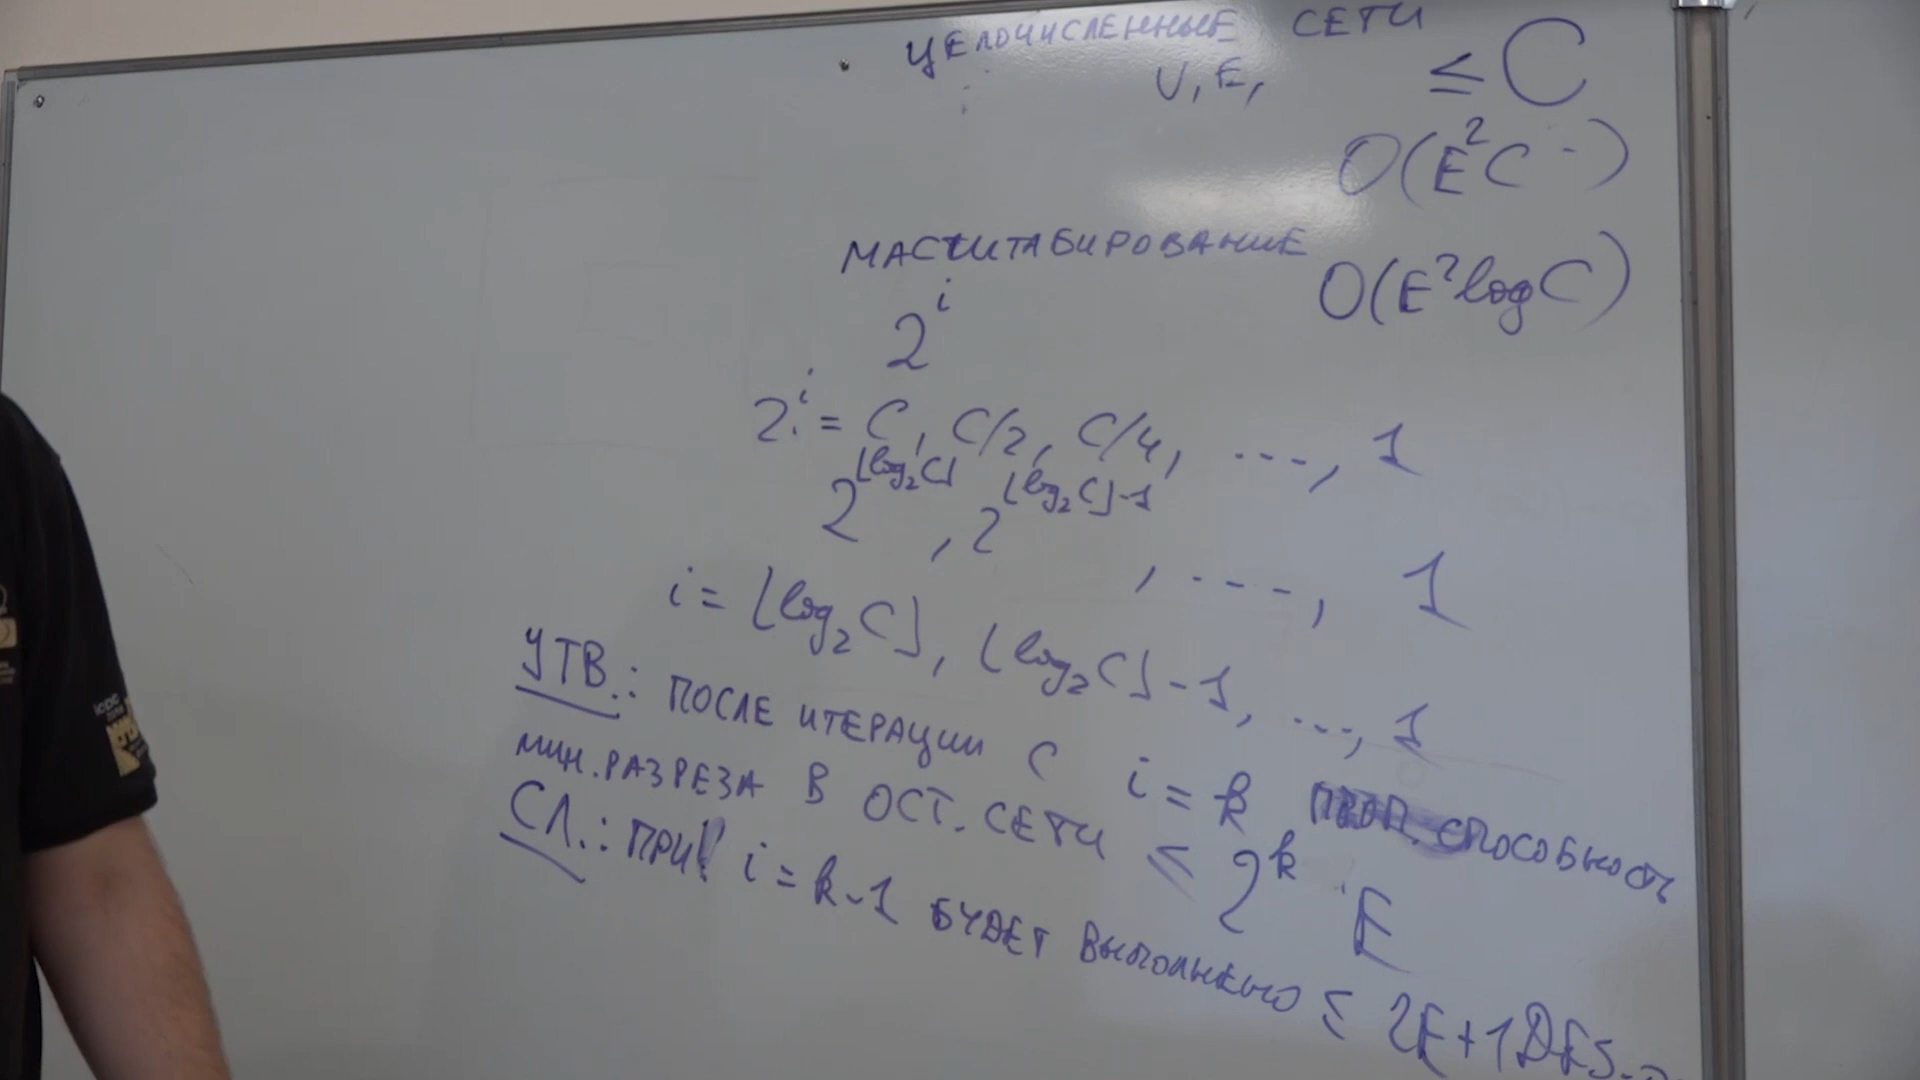 ЦЕЛОЧИСЛЕННЫЕ СЕТИ
V, E, ≤ C
O(E²C)
МАСШТАБИРОВАНИЕ
O(E²logC)
2^i
2^i = C, C/2, C/4, ..., 1
2^⌊log₂C⌋, 2^⌊log₂C⌋-1, ..., 1
i = ⌊log₂C⌋, ⌊log₂C⌋-1, ..., 1
УТВ.: ПОСЛЕ ИТЕРАЦИИ С i = k СПОСОБНОСТЬ
МИН. РАЗРЕЗА В ОСТ. СЕТИ ≤ 2^k E
СЛ.: ПРИ i = k-1 БУДЕТ ВЫПОЛНЕНО ≤ 2E+1 DFS
icpc